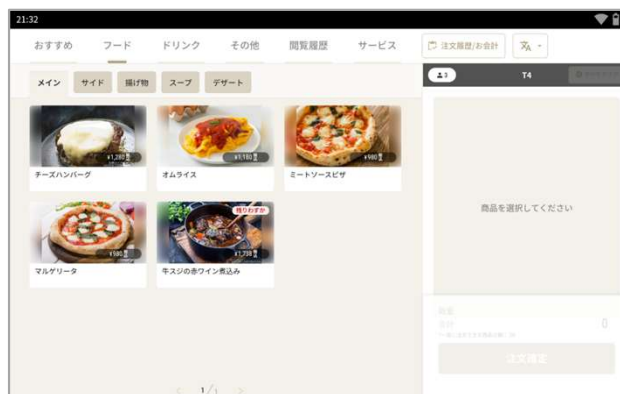 21:32
おすすめ フード ドリンク その他 閲覧履歴 サービス 注文履歴/お会計
メイン サイド 揚げ物 スープ デザート
3 T4
¥1,280
チーズハンバーグ
¥1,180
オムライス
¥980
ミートソースピザ
¥980
マルゲリータ
残りわずか
¥1,738
牛スジの赤ワイン煮込み
商品を選択してください
合計 0
注文確定
1/1